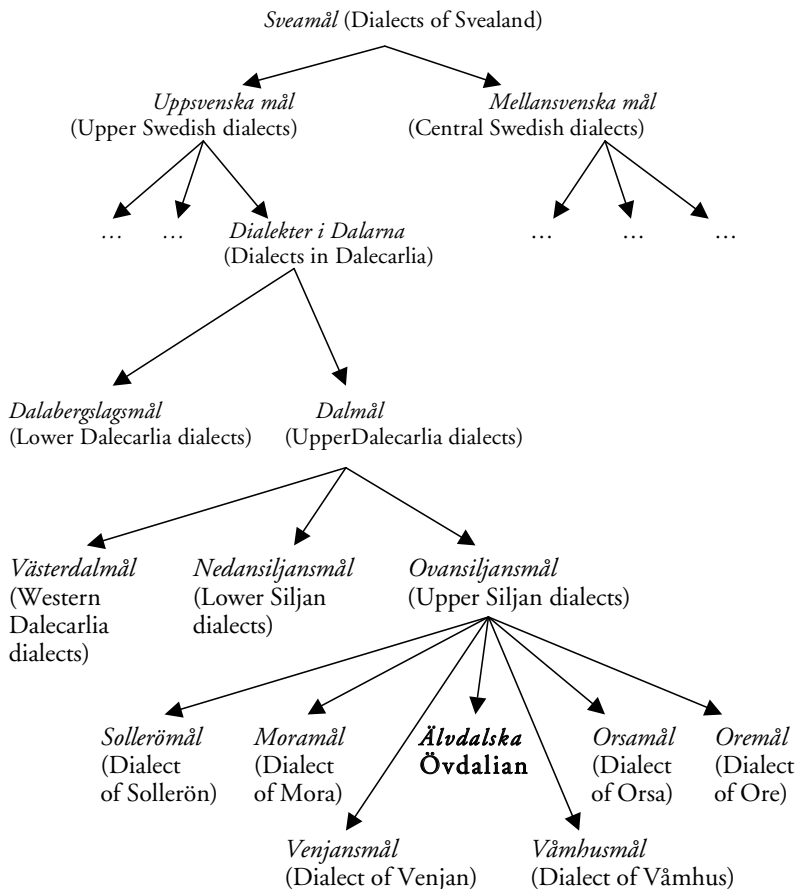 Sveamål (Dialects of Svealand)
Uppsvenska mål
(Upper Swedish dialects)
Mellansvenska mål
(Central Swedish dialects)
...
...
Dialekter i Dalarna
(Dialects in Dalecarlia)
...
...
...
Dalabergslagsmål
(Lower Dalecarlia dialects)
Dalmål
(UpperDalecarlia dialects)
Västerdalmål
(Western
Dalecarlia
dialects)
Nedansiljansmål
(Lower Siljan
dialects)
Ovansiljansmål
(Upper Siljan dialects)
Sollerömål
(Dialect
of Sollerön)
Moramål
(Dialect
of Mora)
Älvdalska
Övdalian
Orsamål
(Dialect
of Orsa)
Oremål
(Dialect
of Ore)
Venjansmål
(Dialect of Venjan)
Våmhusmål
(Dialect of Våmhus)